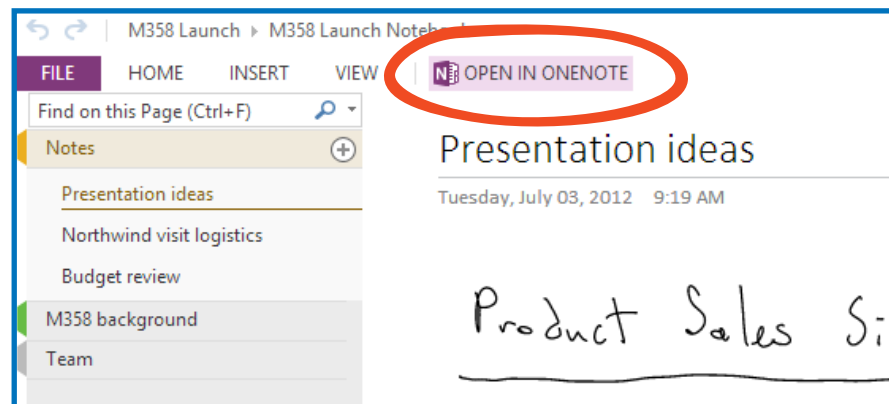 M358 Launch ▸ M358 Launch
FILE HOME INSERT VIEW OPEN IN ONENOTE
Find on this Page (Ctrl+F)
Notes
Presentation ideas
Northwind visit logistics
Budget review
M358 background
Team
Presentation ideas
Tuesday, July 03, 2012 9:19 AM
Product Sales Si